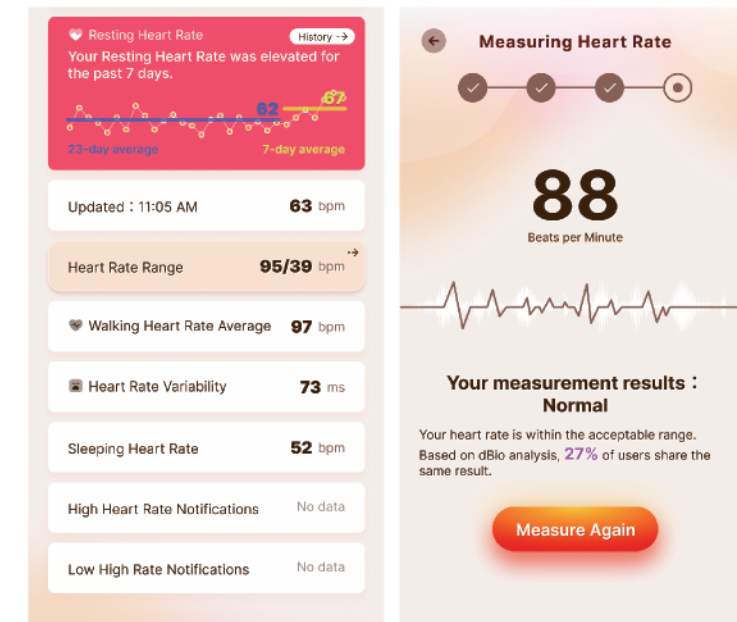 Resting Heart Rate
History
Your Resting Heart Rate was elevated for
the past 7 days.
62
67
23-day average
7-day average
Updated：11:05 AM
63 bpm
Heart Rate Range
95/39 bpm
Walking Heart Rate Average
97 bpm
Heart Rate Variability
73 ms
Sleeping Heart Rate
52 bpm
High Heart Rate Notifications
No data
Low High Rate Notifications
No data
Measuring Heart Rate
88
Beats per Minute
Your measurement results：
Normal
Your heart rate is within the acceptable range.
Based on dBio analysis, 27% of users share the
same result.
Measure Again